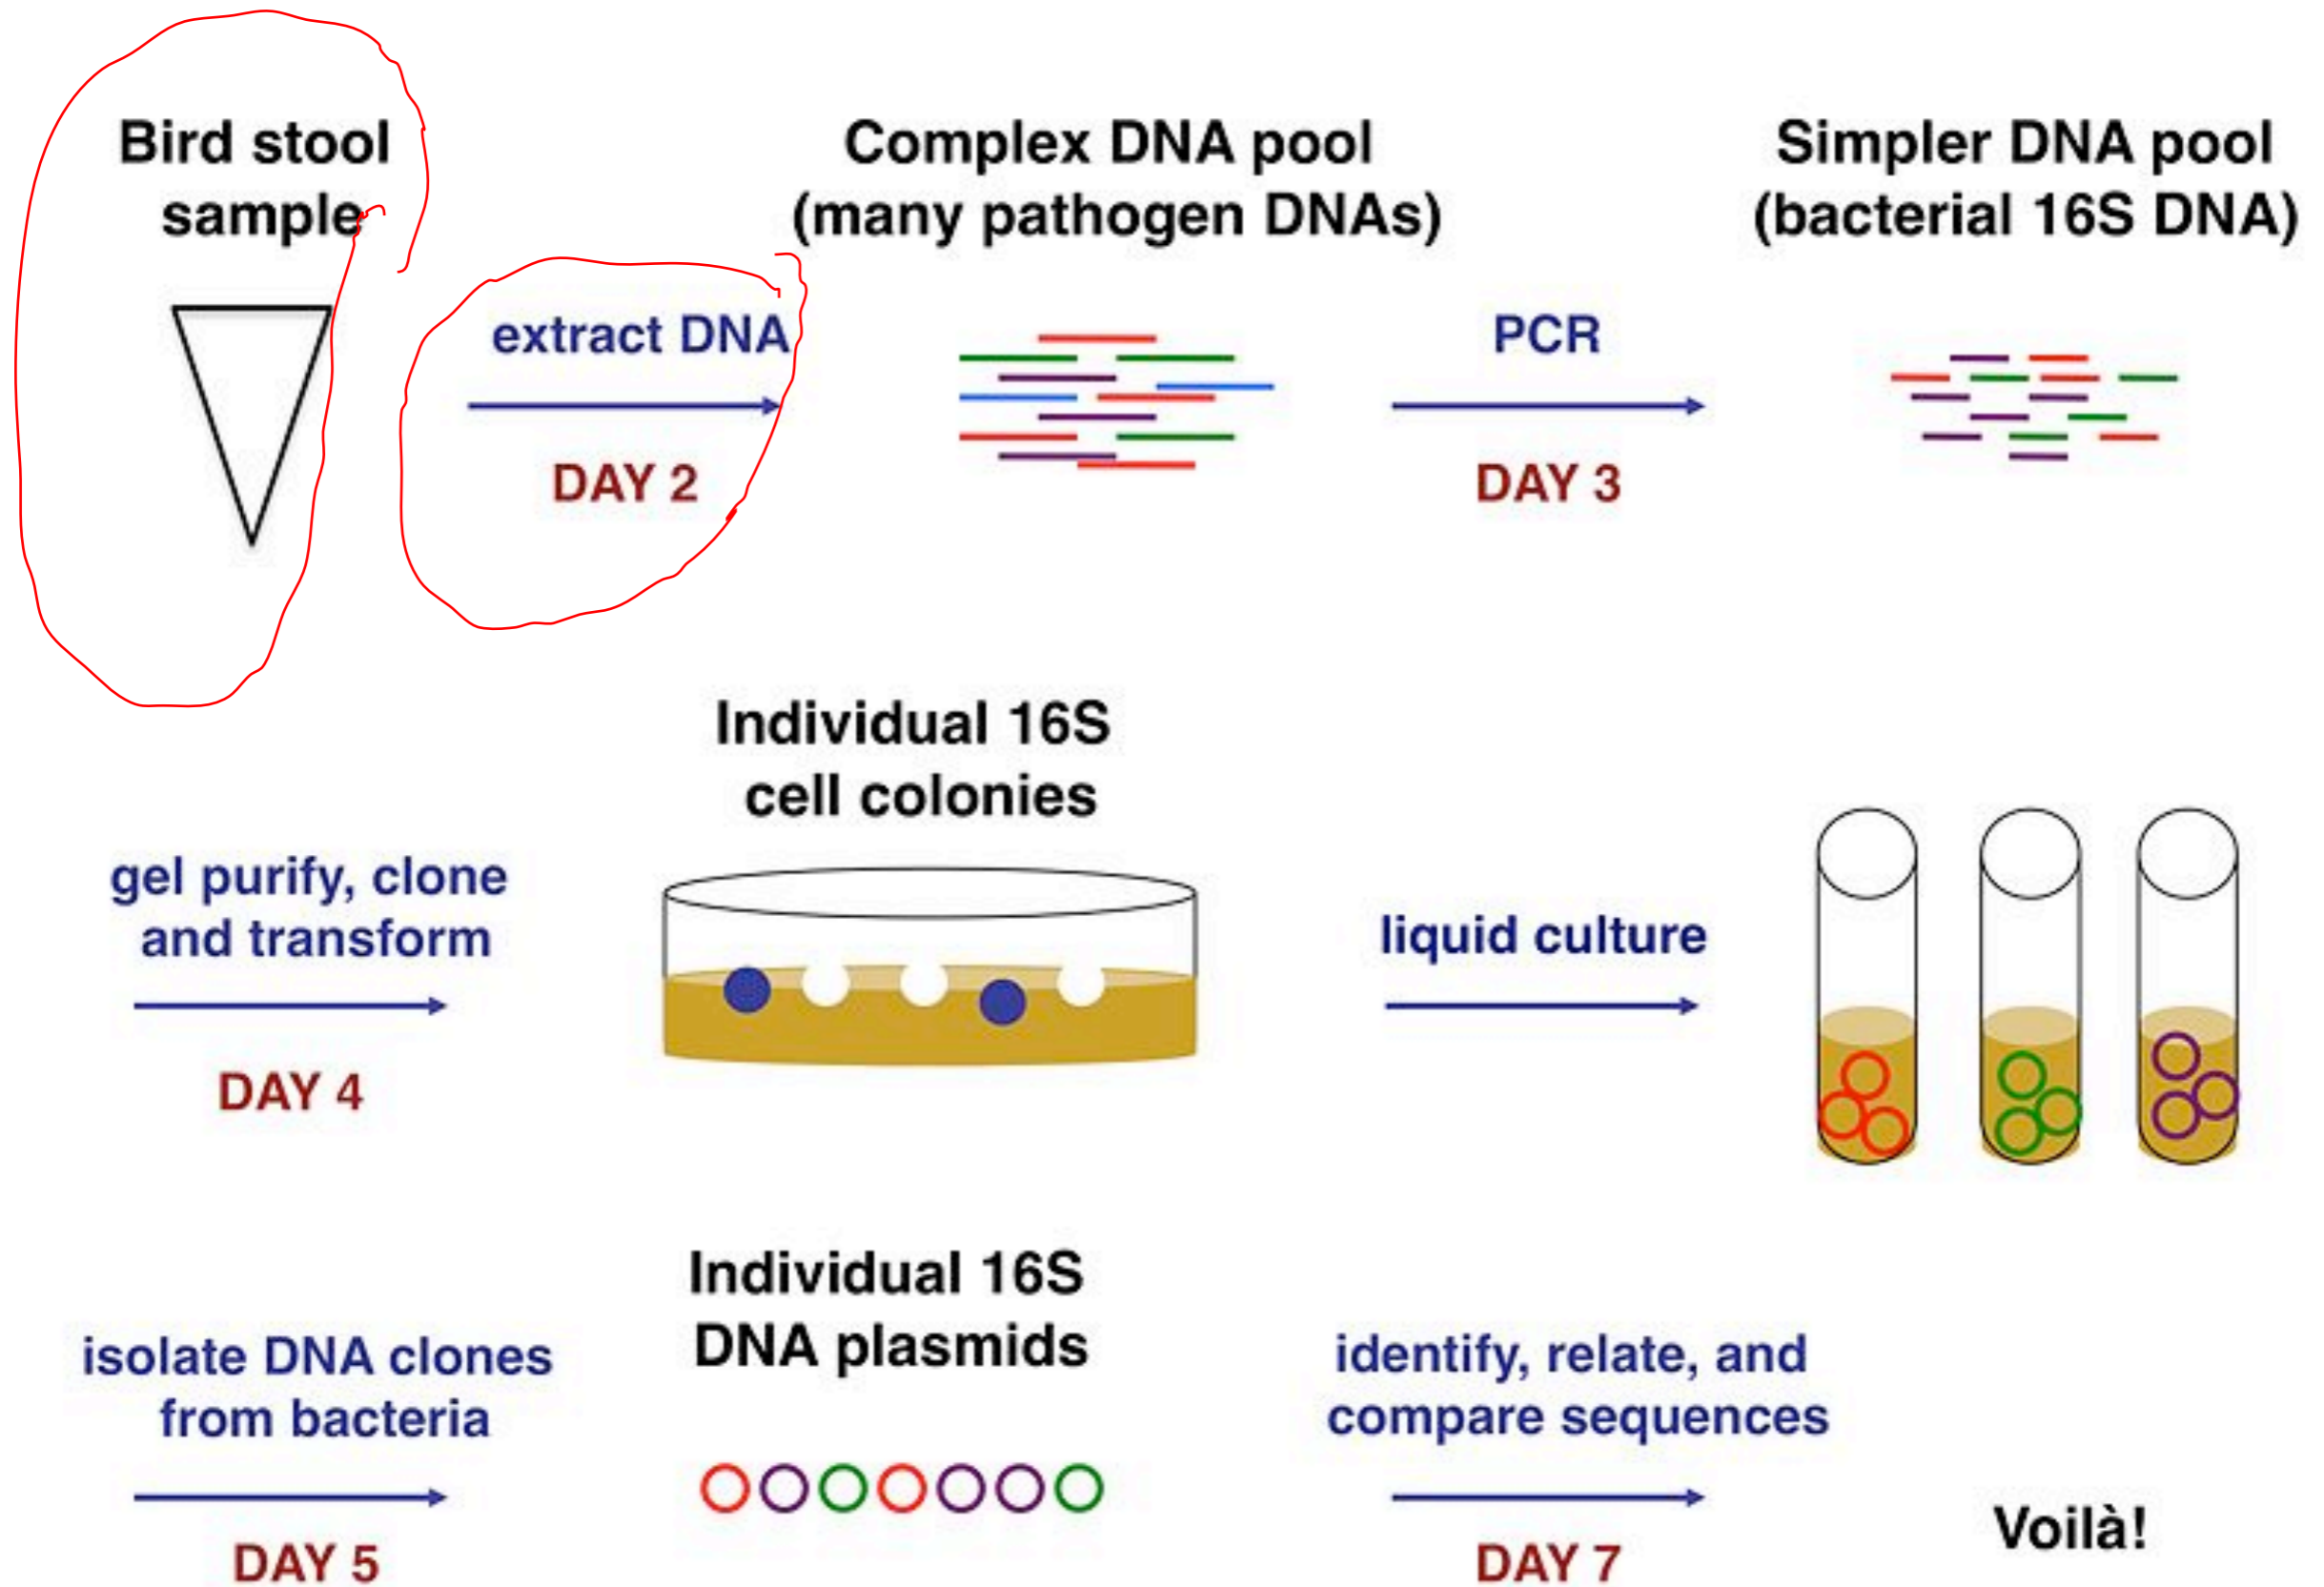 Bird stool
sample
extract DNA
DAY 2
Complex DNA pool
(many pathogen DNAs)
PCR
DAY 3
Simpler DNA pool
(bacterial 16S DNA)
gel purify, clone
and transform
DAY 4
Individual 16S
cell colonies
liquid culture
isolate DNA clones
from bacteria
DAY 5
Individual 16S
DNA plasmids
identify, relate, and
compare sequences
DAY 7
Voilà!